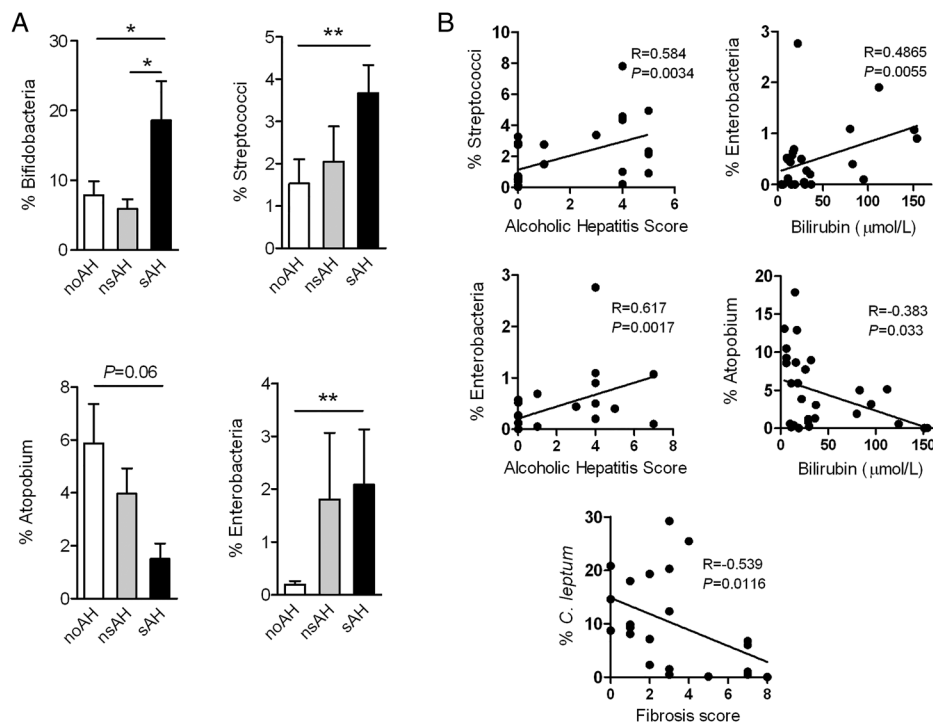 A
% Bifidobacteria
30
20
10
0
*
*
noAH
nsAH
sAH
% Streptococci
5
4
3
2
1
0
**
noAH
nsAH
sAH
% Atopobium
8
6
4
2
0
P=0.06
noAH
nsAH
sAH
% Enterobacteria
4
3
2
1
0
**
noAH
nsAH
sAH
B
% Streptococci
10
8
6
4
2
0
R=0.584
P=0.0034
0 2 4 6
Alcoholic Hepatitis Score
% Enterobacteria
3
2
1
0
R=0.4865
P=0.0055
0 50 100 150
Bilirubin (μmol/L)
% Enterobacteria
3
2
1
0
R=0.617
P=0.0017
0 2 4 6 8
Alcoholic Hepatitis Score
% Atopobium
20
15
10
5
0
R=-0.383
P=0.033
0 50 100 150
Bilirubin (μmol/L)
% C. leptum
30
20
10
0
R=-0.539
P=0.0116
0 2 4 6 8
Fibrosis score